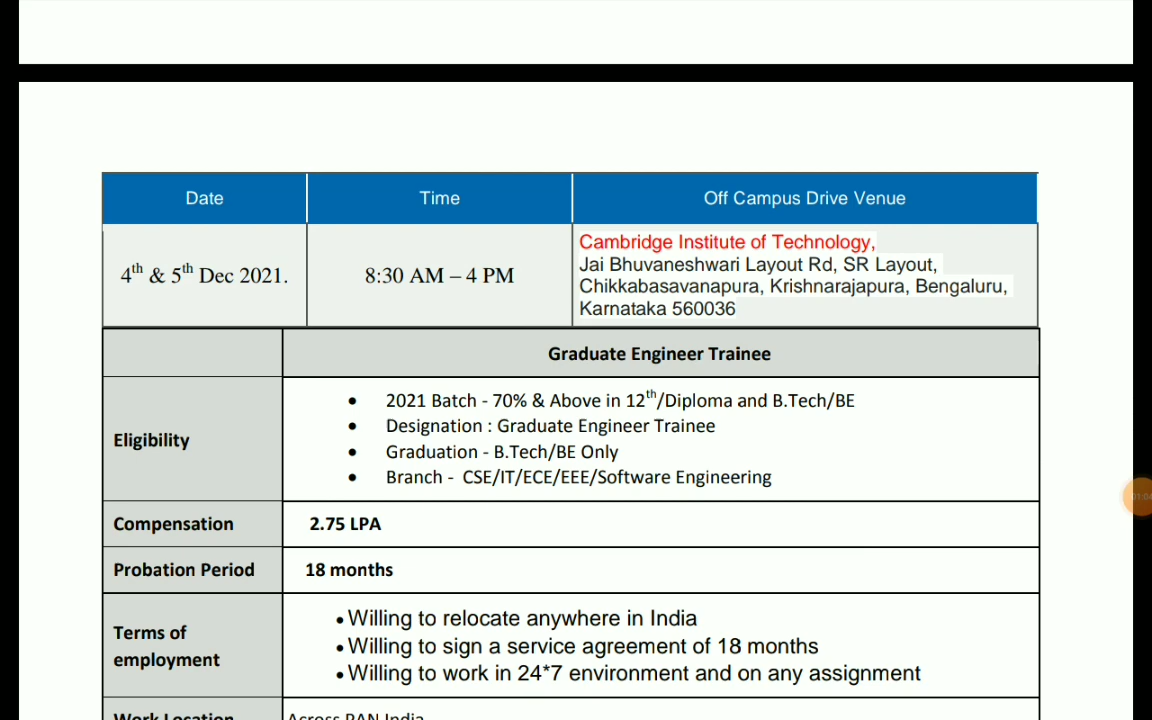 Date Time Off Campus Drive Venue
4th & 5th Dec 2021. 8:30 AM – 4 PM Cambridge Institute of Technology,
Jai Bhuvaneshwari Layout Rd, SR Layout,
Chikkabasavanapura, Krishnarajapura, Bengaluru,
Karnataka 560036
Graduate Engineer Trainee
Eligibility
• 2021 Batch - 70% & Above in 12th/Diploma and B.Tech/BE
• Designation : Graduate Engineer Trainee
• Graduation - B.Tech/BE Only
• Branch - CSE/IT/ECE/EEE/Software Engineering
Compensation 2.75 LPA
Probation Period 18 months
Terms of
employment
• Willing to relocate anywhere in India
• Willing to sign a service agreement of 18 months
• Willing to work in 24*7 environment and on any assignment
Work Location Across PAN India